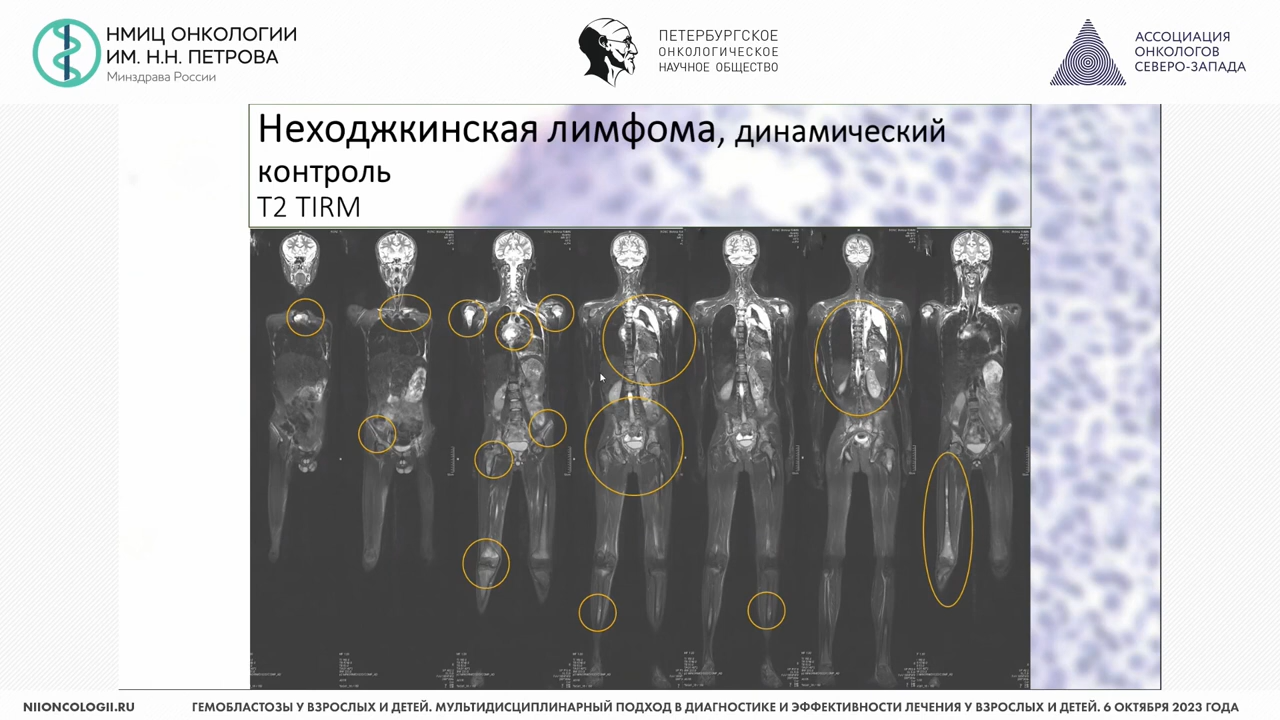 НМИЦ ОНКОЛОГИИ
ИМ. Н.Н. ПЕТРОВА
Минздрава России
ПЕТЕРБУРГСКОЕ
ОНКОЛОГИЧЕСКОЕ
НАУЧНОЕ ОБЩЕСТВО
АССОЦИАЦИЯ
ОНКОЛОГОВ
СЕВЕРО-ЗАПАДА
Неходжкинская лимфома, динамический
контроль
T2 TIRM
NIIONCOLOGII.RU
ГЕМОБЛАСТОЗЫ У ВЗРОСЛЫХ И ДЕТЕЙ. МУЛЬТИДИСЦИПЛИНАРНЫЙ ПОДХОД В ДИАГНОСТИКЕ И ЭФФЕКТИВНОСТИ ЛЕЧЕНИЯ У ВЗРОСЛЫХ И ДЕТЕЙ. 6 ОКТЯБРЯ 2023 ГОДА